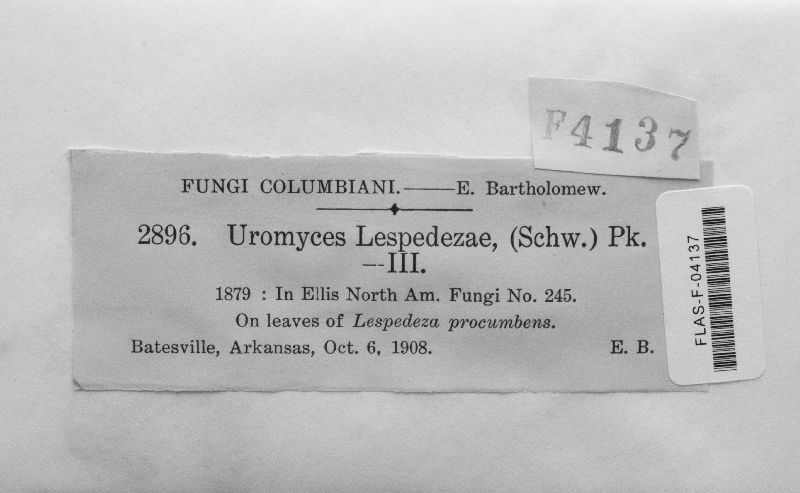 F4137
FUNGI COLUMBIANI.——E. Bartholomew.
2896. Uromyces Lespedezae, (Schw.) Pk.
—III.
1879 : In Ellis North Am. Fungi No. 245.
On leaves of Lespedeza procumbens.
Batesville, Arkansas, Oct. 6, 1908. E. B.
FLAS-F-04137